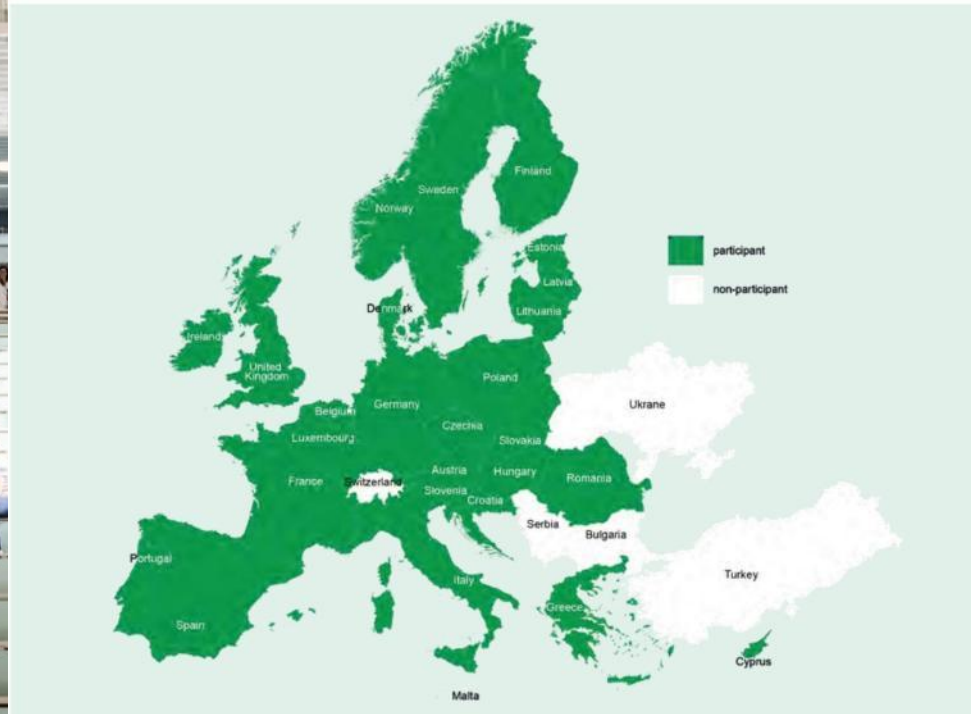 Finland
Sweden
Norway
Estonia
participant
Latvia
non-participant
Denmark
Lithuania
Ireland
United
Kingdom
Poland
Belgium
Germany
Ukrane
Czechia
Luxembourg
Slovakia
Austria
Hungary
Romania
France
Switzerland
Slovenia
Croatia
Serbia
Bulgaria
Portugal
Turkey
Italy
Greece
Spain
Cyprus
Malta